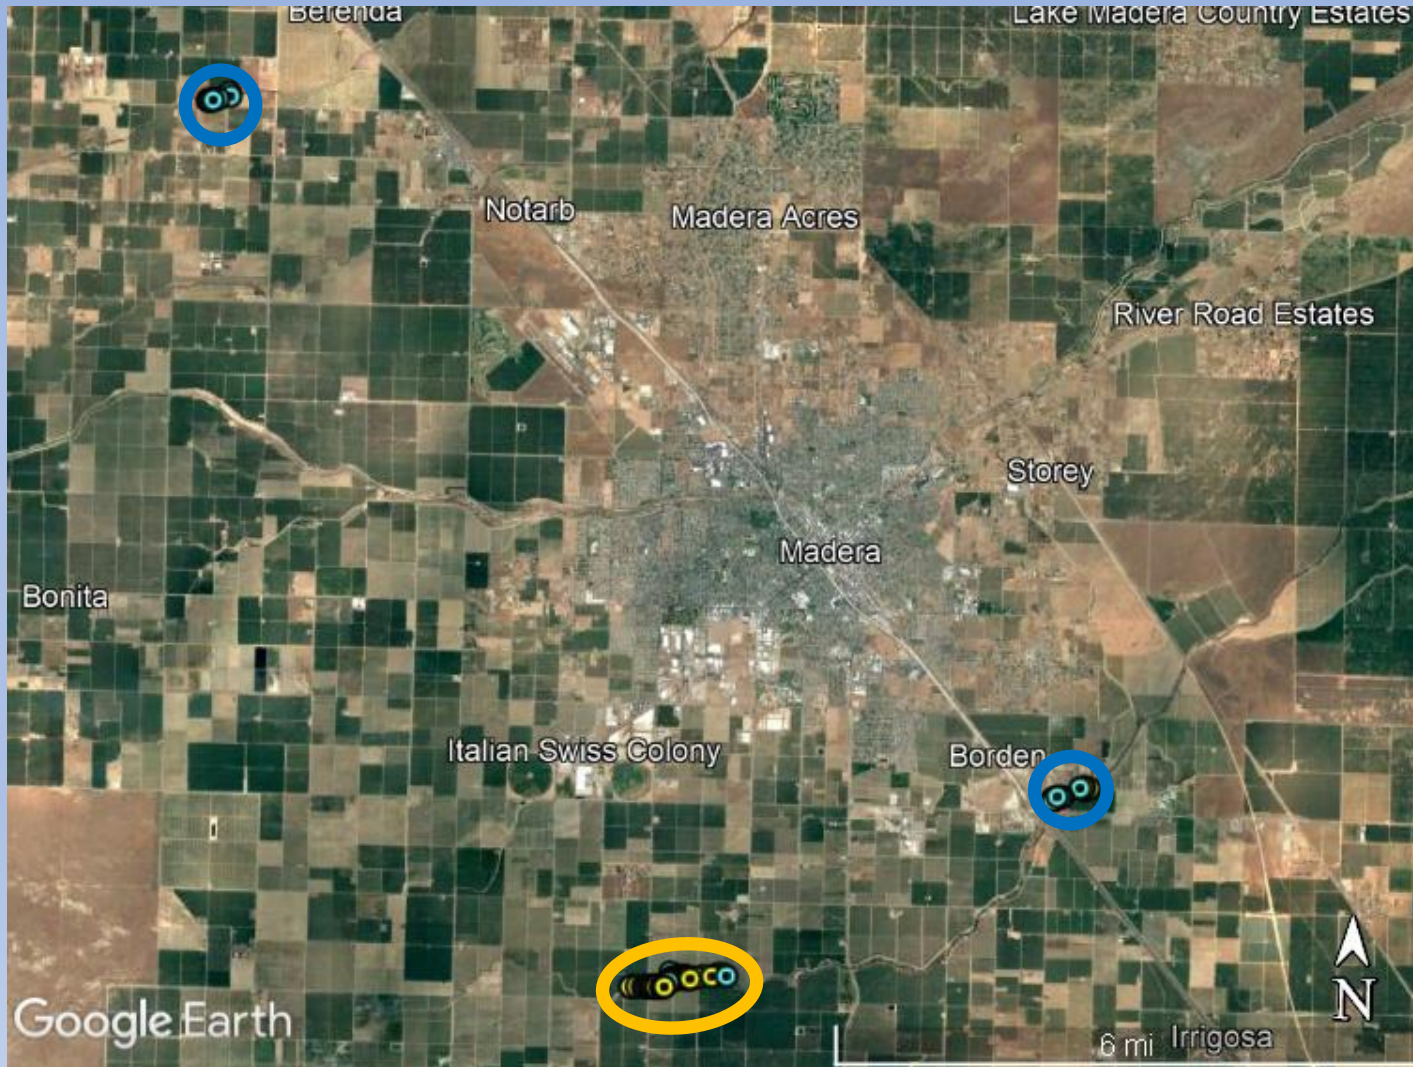 Berenda
Lake Madera Country Estates
Notarb
Madera Acres
River Road Estates
Storey
Madera
Bonita
Italian Swiss Colony
Borden
N
Google Earth
6 mi
Irrigosa